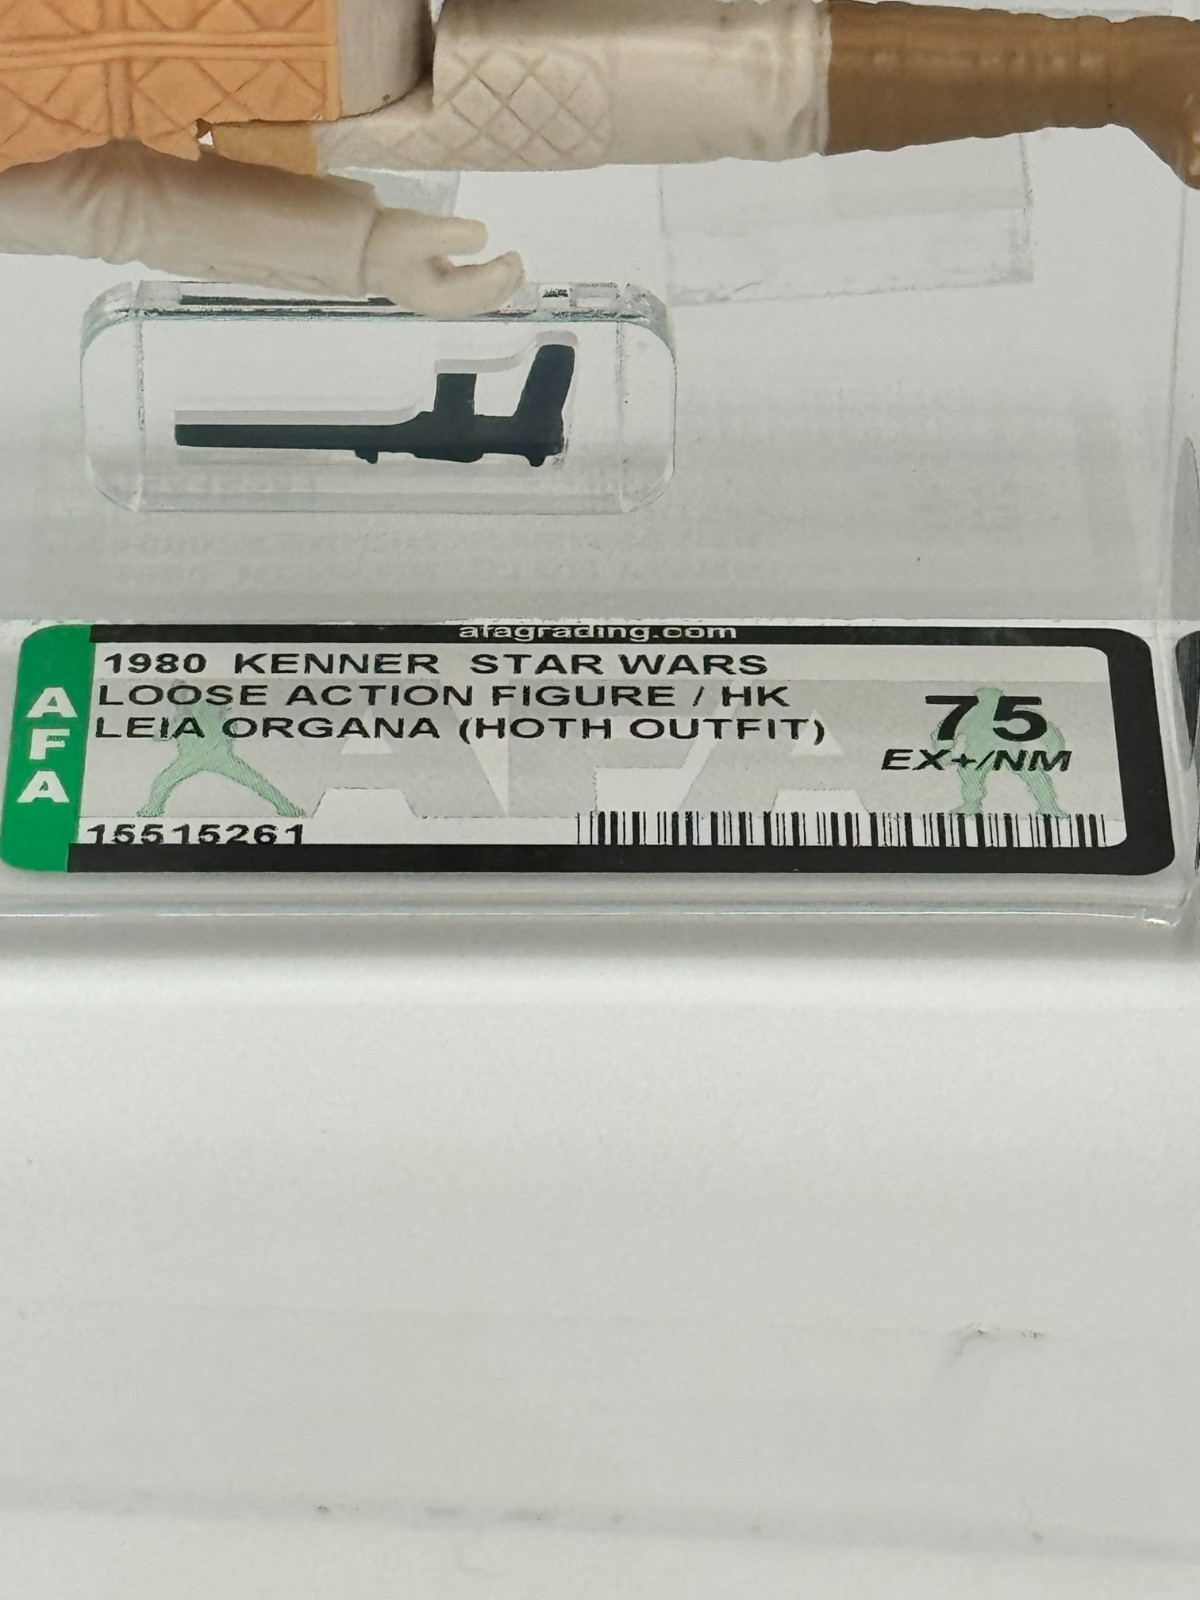 afagrading.com
AFA
1980 KENNER STAR WARS
LOOSE ACTION FIGURE / HK
LEIA ORGANA (HOTH OUTFIT)
75
EX+/NM
15515261